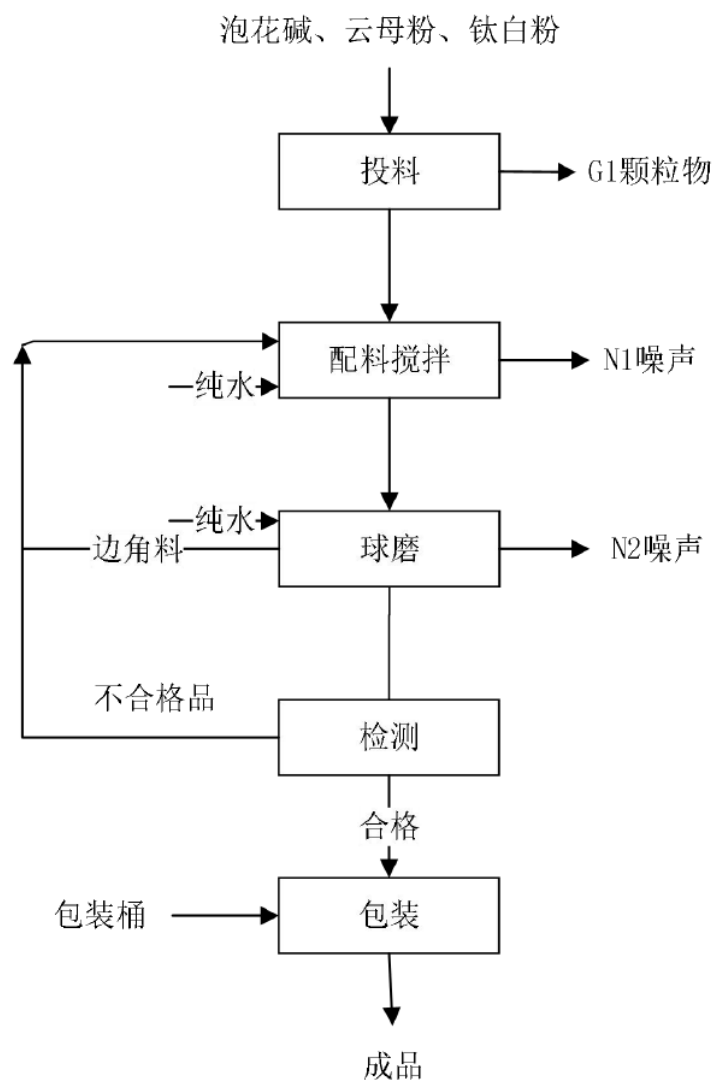 泡花碱、云母粉、钛白粉
投料
G1颗粒物
配料搅拌
N1噪声
纯水
纯水
边角料
球磨
N2噪声
不合格品
检测
合格
包装桶
包装
成品